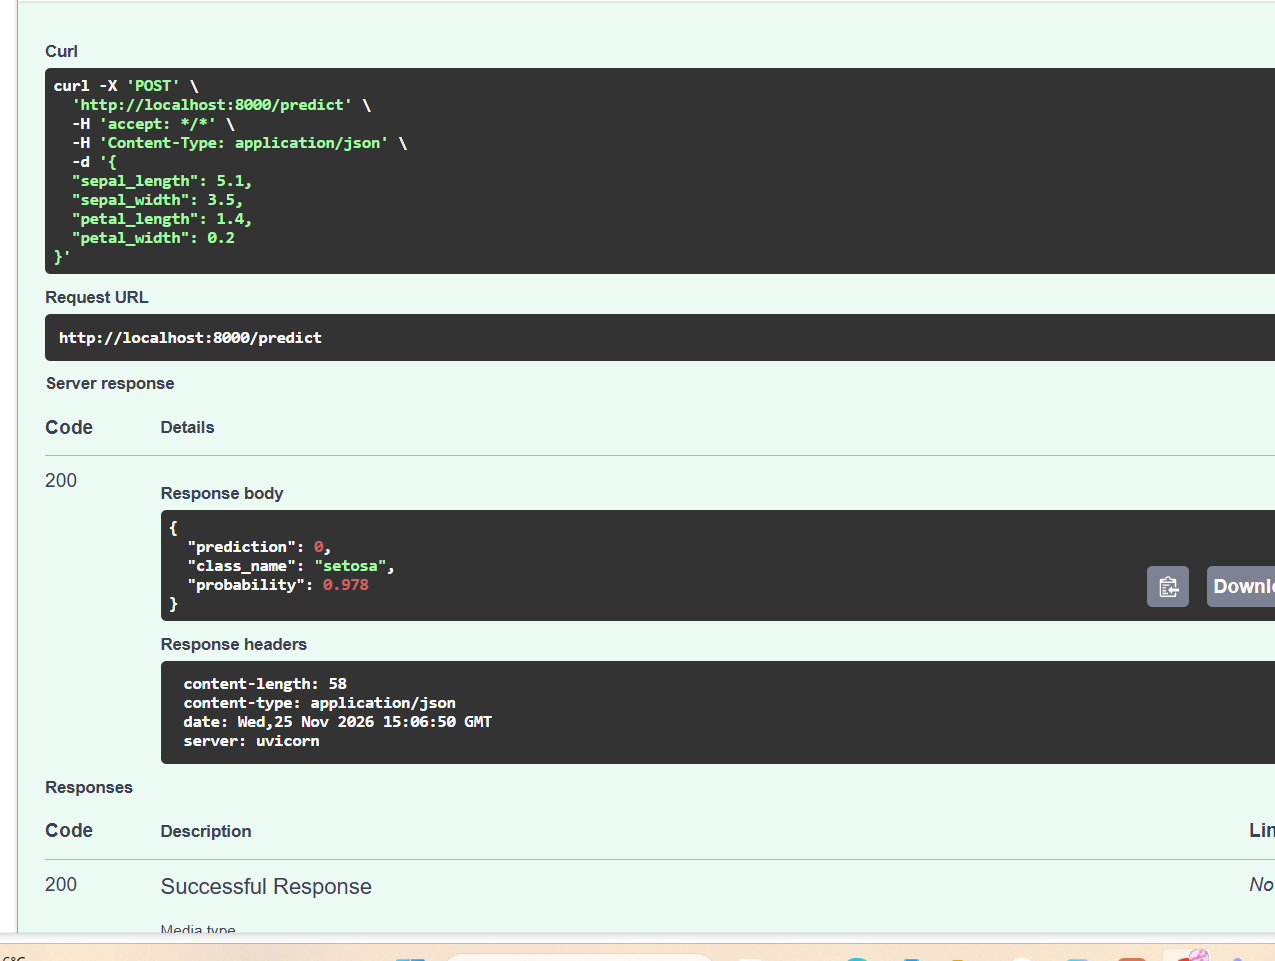 Curl
curl -X 'POST' \
'http://localhost:8000/predict' \
-H 'accept: */*' \
-H 'Content-Type: application/json' \
-d '{
"sepal_length": 5.1,
"sepal_width": 3.5,
"petal_length": 1.4,
"petal_width": 0.2
}'
Request URL
http://localhost:8000/predict
Server response
Code Details
200
Response body
{
"prediction": 0,
"class_name": "setosa",
"probability": 0.978
}
Downl
Response headers
content-length: 58
content-type: application/json
date: Wed,25 Nov 2026 15:06:50 GMT
server: uvicorn
Responses
Code Description Lin
200 Successful Response No
Media type